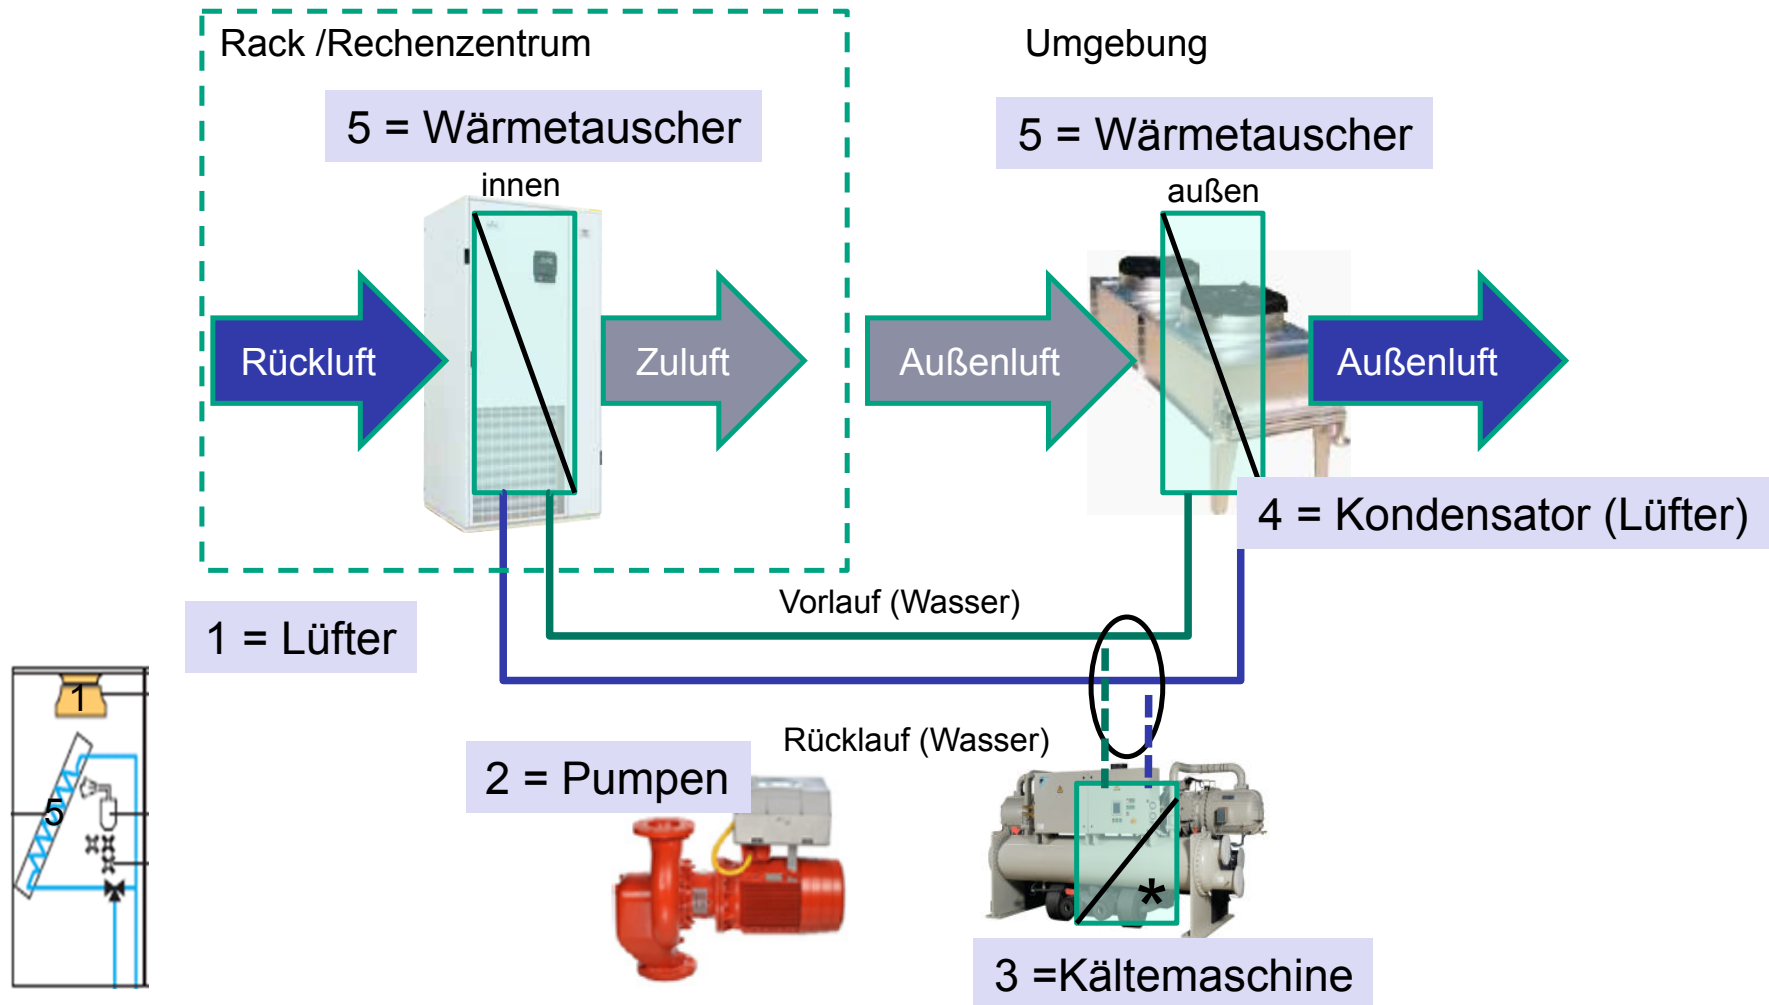 Rack /Rechenzentrum
Umgebung
5 = Wärmetauscher
5 = Wärmetauscher
innen
außen
Rückluft
Zuluft
Außenluft
Außenluft
4 = Kondensator (Lüfter)
Vorlauf (Wasser)
1 = Lüfter
1
Rücklauf (Wasser)
2 = Pumpen
5
*
3 =Kältemaschine